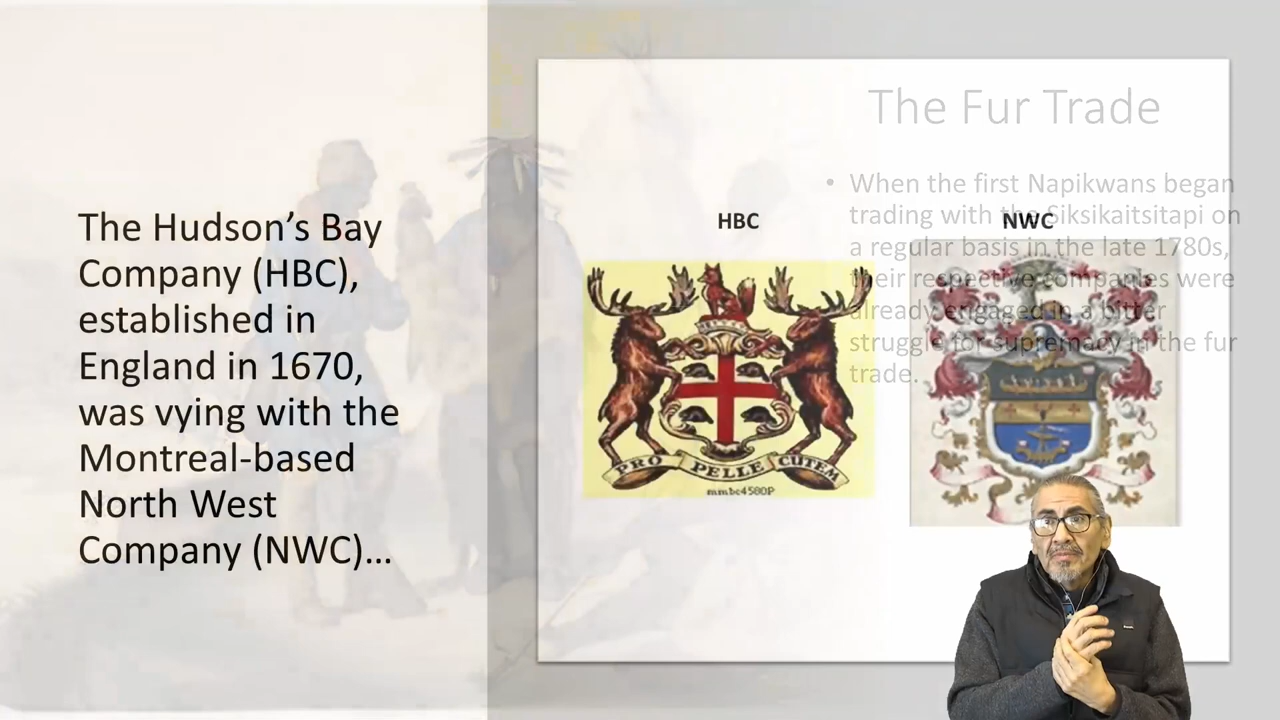 The Hudson's Bay
Company (HBC),
established in
England in 1670,
was vying with the
Montreal-based
North West
Company (NWC)...
The Fur Trade
• When the first Napikwans began
trading with the Siksikaitsitapi on
a regular basis in the late 1780s,
their respective companies were
already engaged in a bitter
struggle for supremacy in the fur
trade.
HBC
NWC
PRO PELLE CUTEM
mmbc4580P